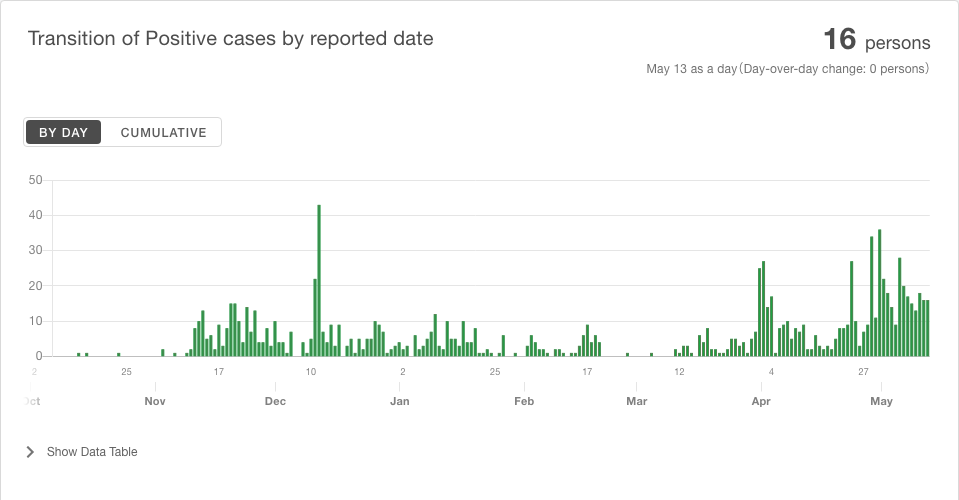 Transition of Positive cases by reported date
16 persons
May 13 as a day(Day-over-day change: 0 persons)
BY DAY
CUMULATIVE
50
40
30
20
10
0
2 25 17 10 2 25 17 12 4 27
ct Nov Dec Jan Feb Mar Apr May
Show Data Table